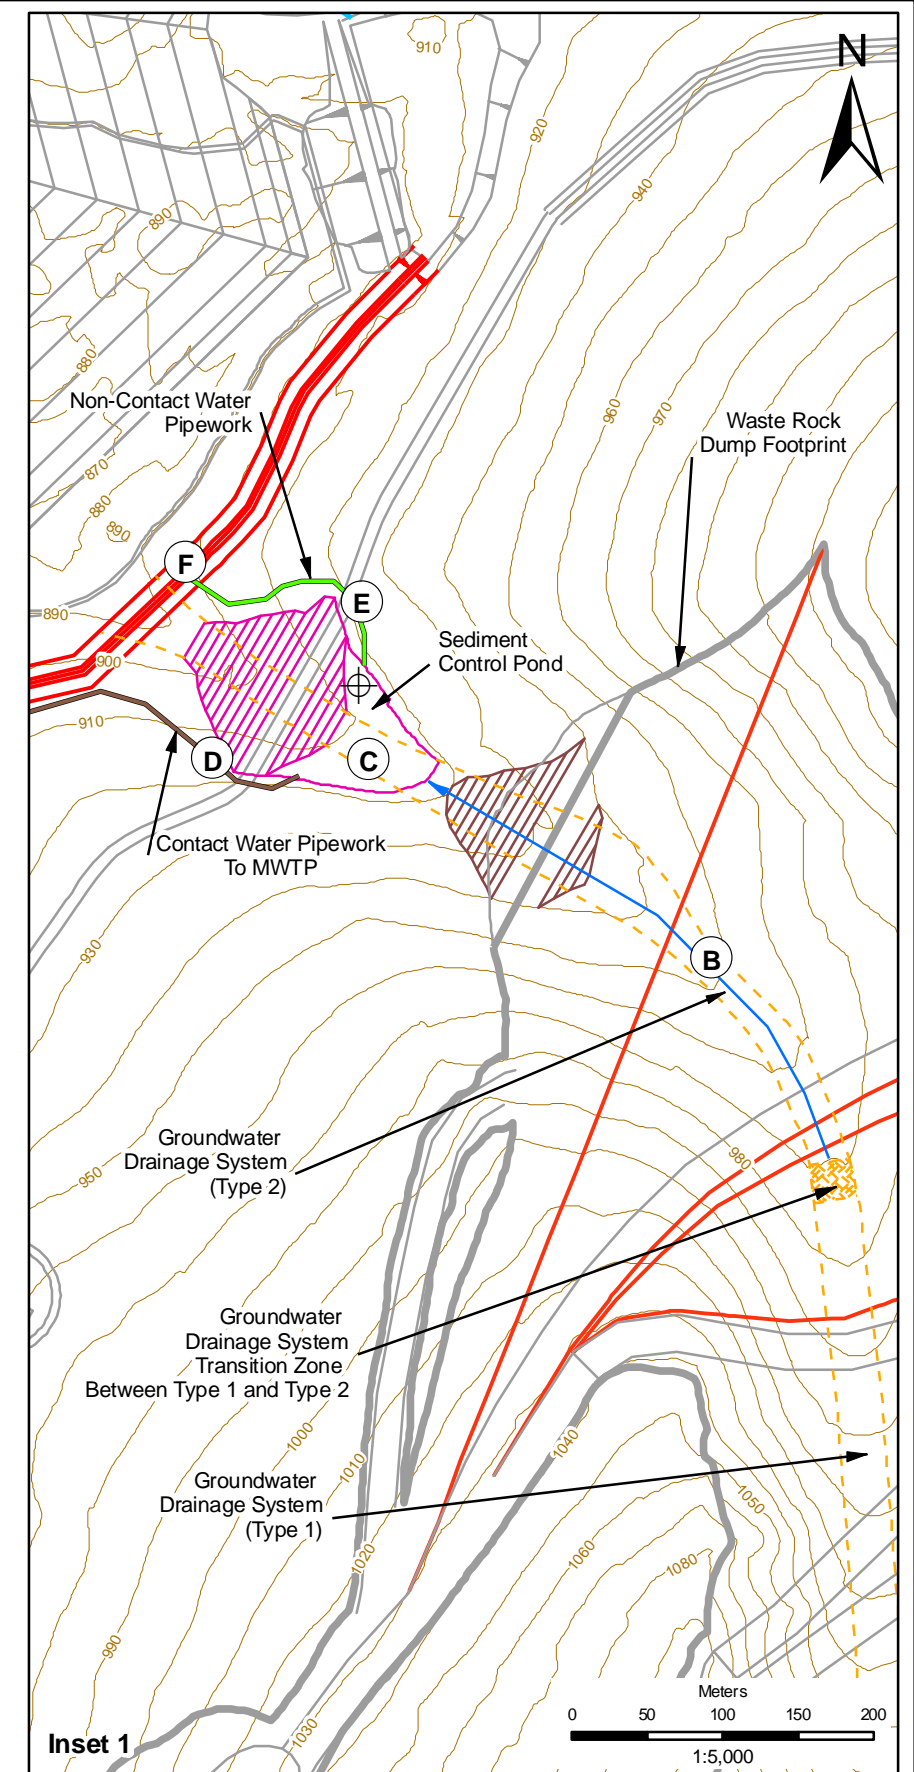 910
N
920
940
890
880
960
970
Non-Contact Water
Pipework
Waste Rock
Dump Footprint
870
880
890
F
E
890
Sediment
Control Pond
900
910
D
C
Contact Water Pipework
To MWTP
930
B
Groundwater
Drainage System
(Type 2)
950
980
Groundwater
Drainage System
Transition Zone
Between Type 1 and Type 2
1000
1010
1040
Groundwater
Drainage System
(Type 1)
1050
1020
1060
1080
990
1030
Meters
0 50 100 150 200
1:5,000
Inset 1